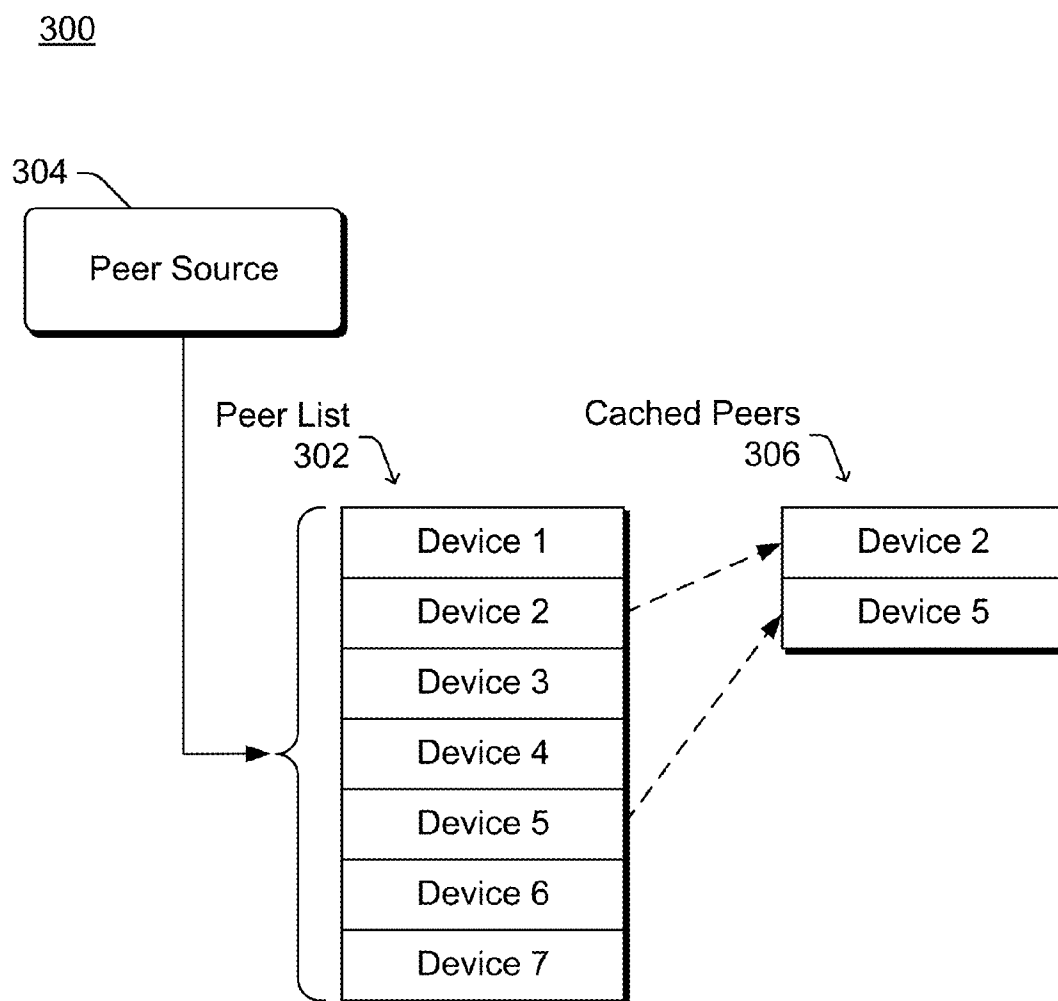 300
304
Peer Source
Peer List
302
Cached Peers
306
Device 1
Device 2
Device 3
Device 4
Device 5
Device 6
Device 7
Device 2
Device 5